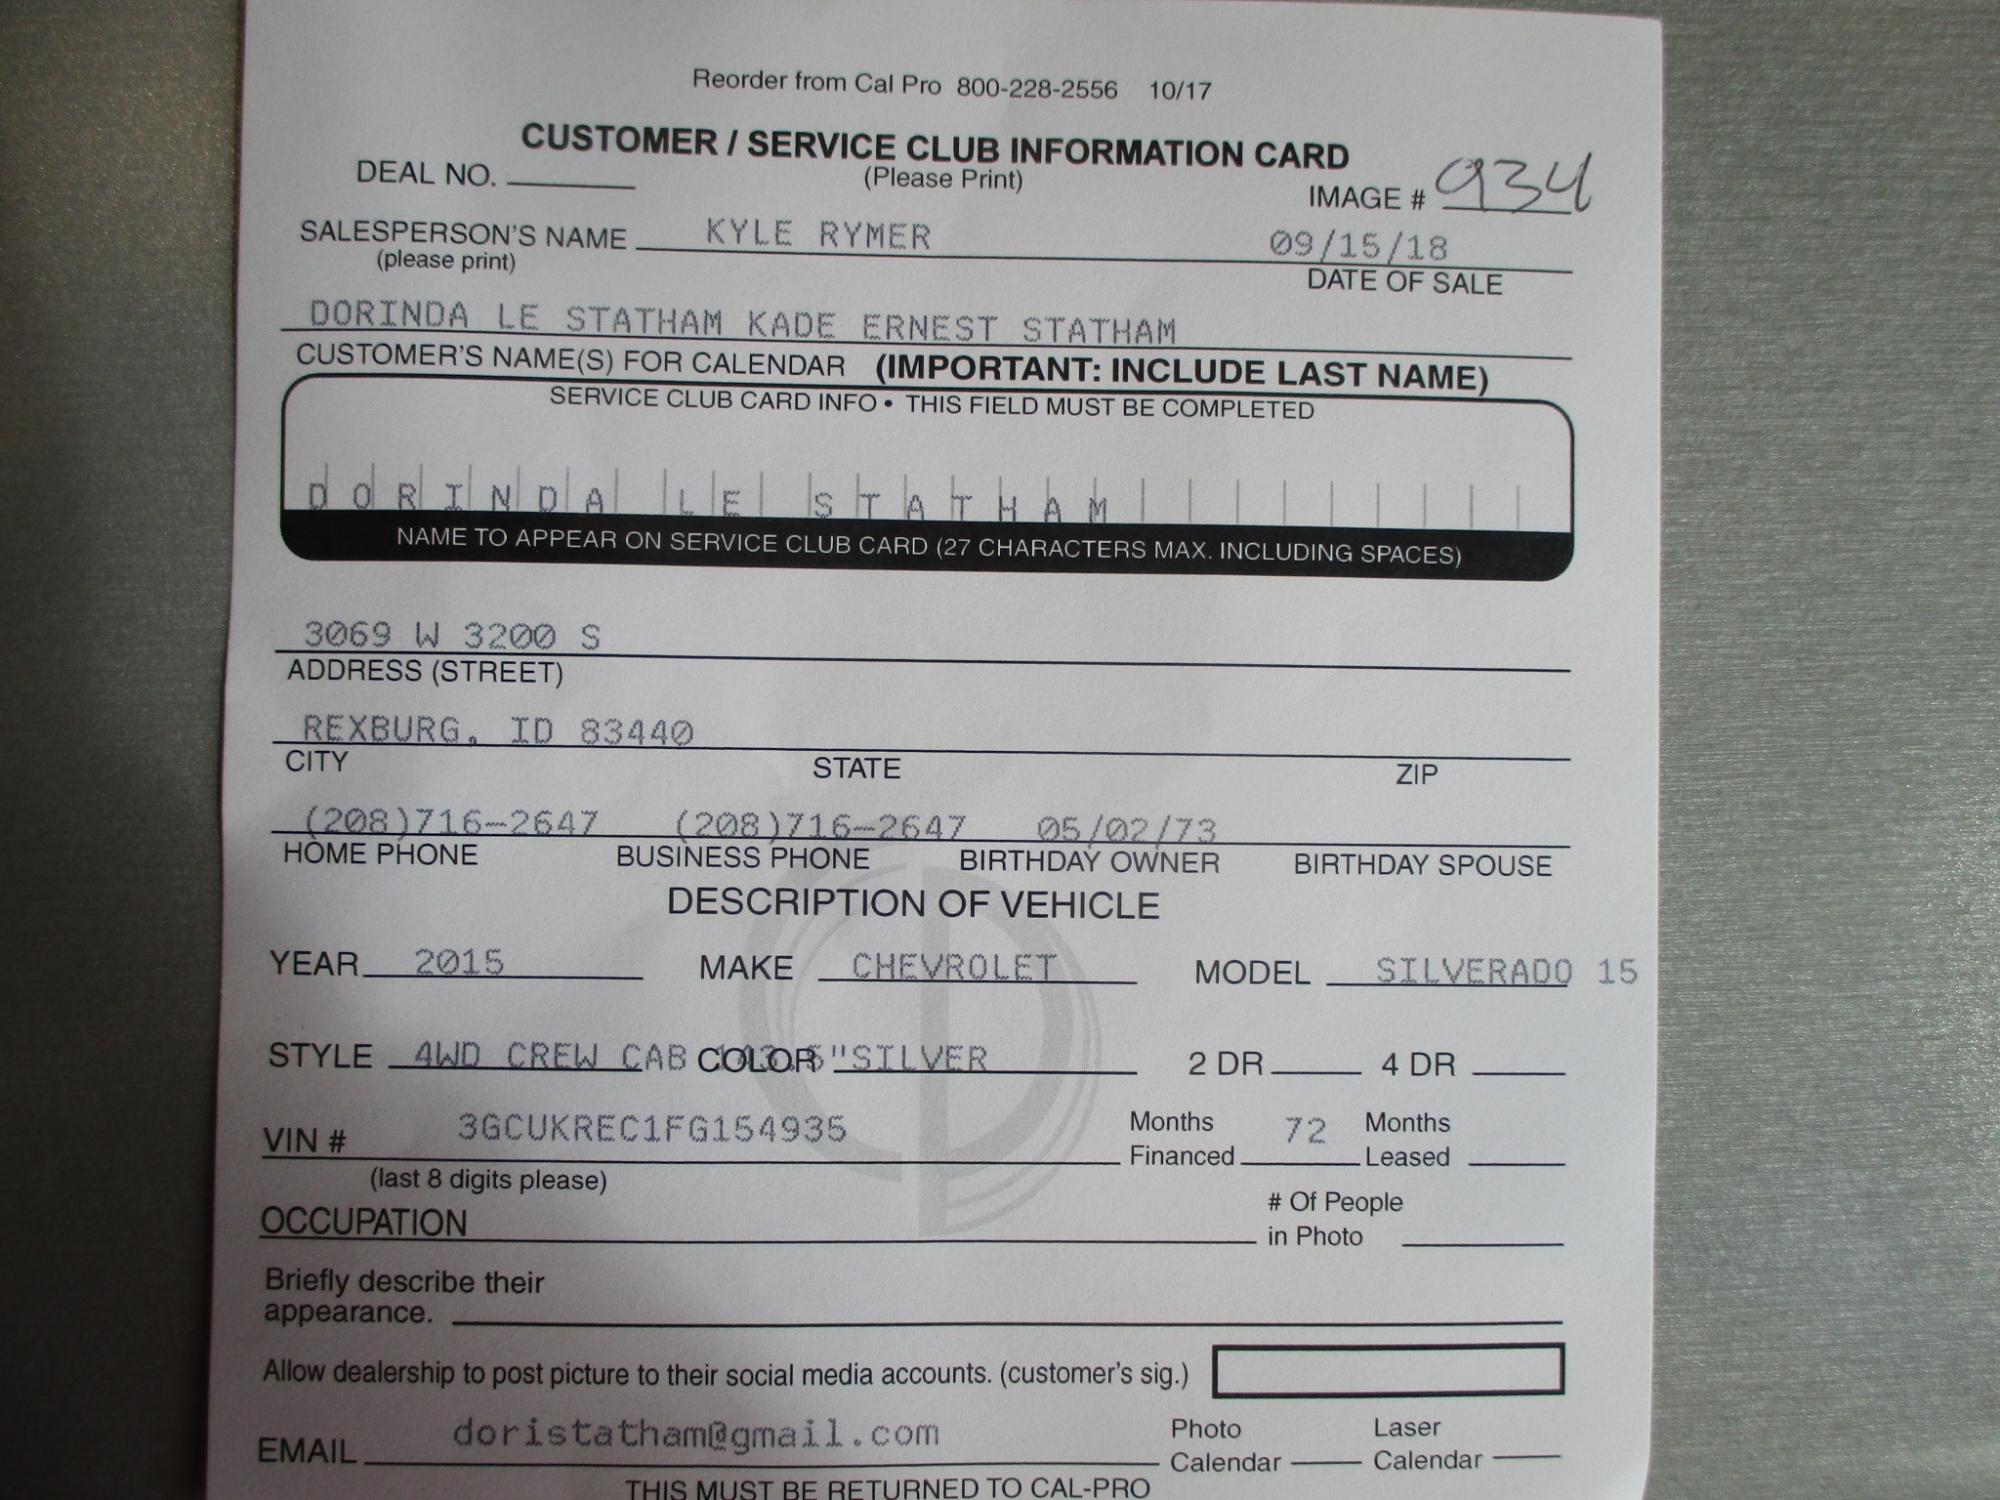 Reorder from Cal Pro 800-228-2556 10/17
CUSTOMER / SERVICE CLUB INFORMATION CARD
DEAL NO. (Please Print) IMAGE # 934
SALESPERSON'S NAME KYLE RYMER 09/15/18
(please print) DATE OF SALE
DORINDA LE STATHAM KADE ERNEST STATHAM
CUSTOMER'S NAME(S) FOR CALENDAR (IMPORTANT: INCLUDE LAST NAME)
SERVICE CLUB CARD INFO • THIS FIELD MUST BE COMPLETED
DORINDA LE STATHAM
NAME TO APPEAR ON SERVICE CLUB CARD (27 CHARACTERS MAX. INCLUDING SPACES)
3069 W 3200 S
ADDRESS (STREET)
REXBURG, ID 83440
CITY STATE ZIP
(208)716-2647 (208)716-2647 05/02/73
HOME PHONE BUSINESS PHONE BIRTHDAY OWNER BIRTHDAY SPOUSE
DESCRIPTION OF VEHICLE
YEAR 2015 MAKE CHEVROLET MODEL SILVERADO 15
STYLE 4WD CREW CAB COLOR "SILVER 2 DR 4 DR
VIN # 3GCUKREC1FG154935 Months Financed 72 Months Leased
(last 8 digits please)
OCCUPATION # Of People in Photo
Briefly describe their
appearance.
Allow dealership to post picture to their social media accounts. (customer's sig.)
EMAIL doristatham@gmail.com Photo Calendar Laser Calendar
THIS MUST BE RETURNED TO CAL-PRO